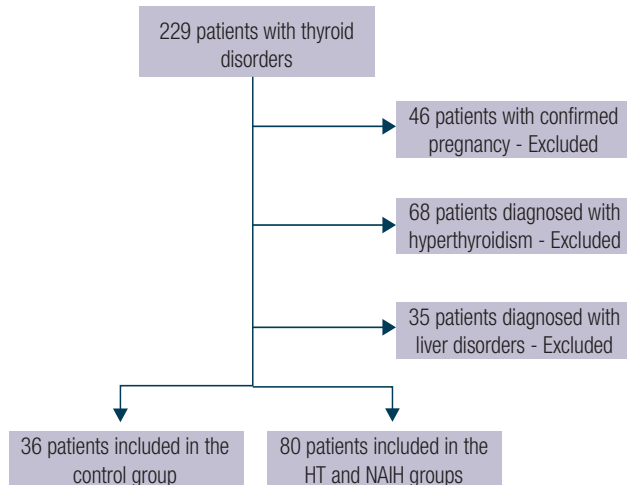 229 patients with thyroid
disorders
46 patients with confirmed
pregnancy - Excluded
68 patients diagnosed with
hyperthyroidism - Excluded
35 patients diagnosed with
liver disorders - Excluded
36 patients included in the
control group
80 patients included in the
HT and NAIH groups